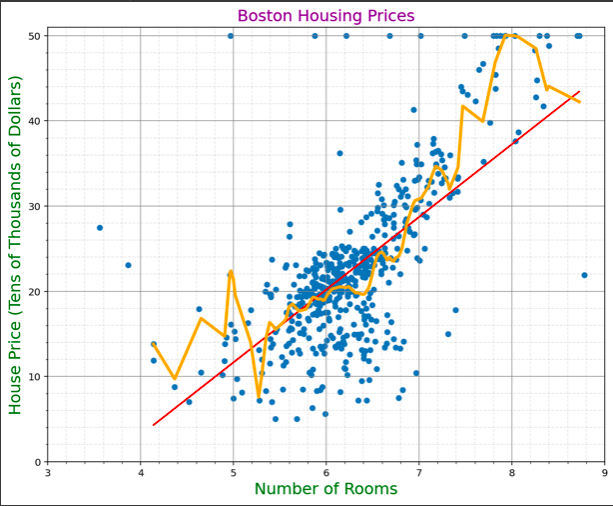 Boston Housing Prices
House Price (Tens of Thousands of Dollars)
50
40
30
20
10
0
3 4 5 6 7 8 9
Number of Rooms